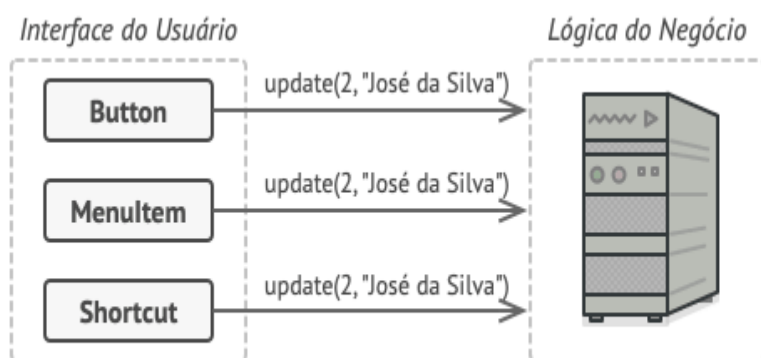 Interface do Usuário
Lógica do Negócio
Button
update(2, "José da Silva")
MenuItem
update(2, "José da Silva")
Shortcut
update(2, "José da Silva")